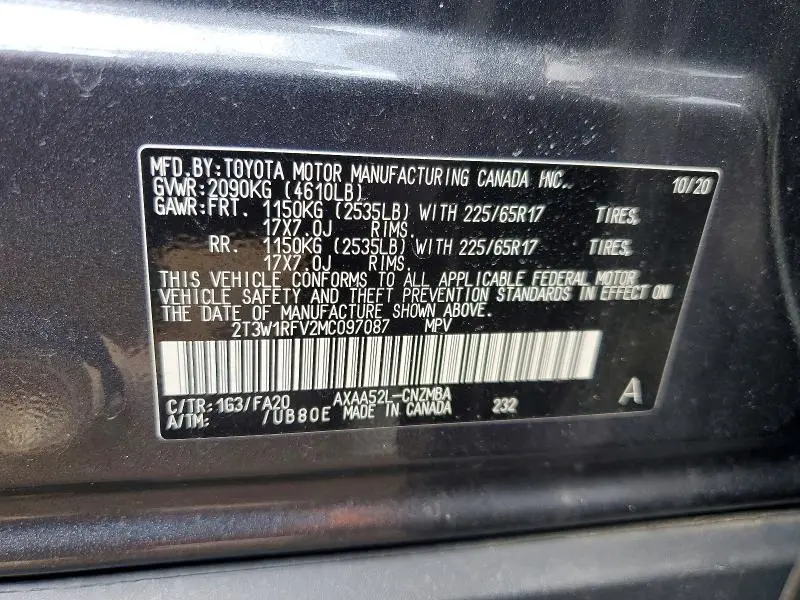 MFD.BY:TOYOTA MOTOR MANUFACTURING CANADA INC. 10/20
GVWR:2090KG (4610LB)
GAWR:FRT. 1150KG (2535LB) WITH 225/65R17 TIRES,
17X7.0J RIMS.
RR. 1150KG (2535LB) WITH 225/65R17 TIRES,
17X7.0J RIMS.
THIS VEHICLE CONFORMS TO ALL APPLICABLE FEDERAL MOTOR
VEHICLE SAFETY AND THEFT PREVENTION STANDARDS IN EFFECT ON
THE DATE OF MANUFACTURE SHOWN ABOVE.
2T3W1RFV2MC097087 MPV
C/TR:163/FA20 AXAA52L-CNZMBA 232 A
A/TM: /UB80E MADE IN CANADA